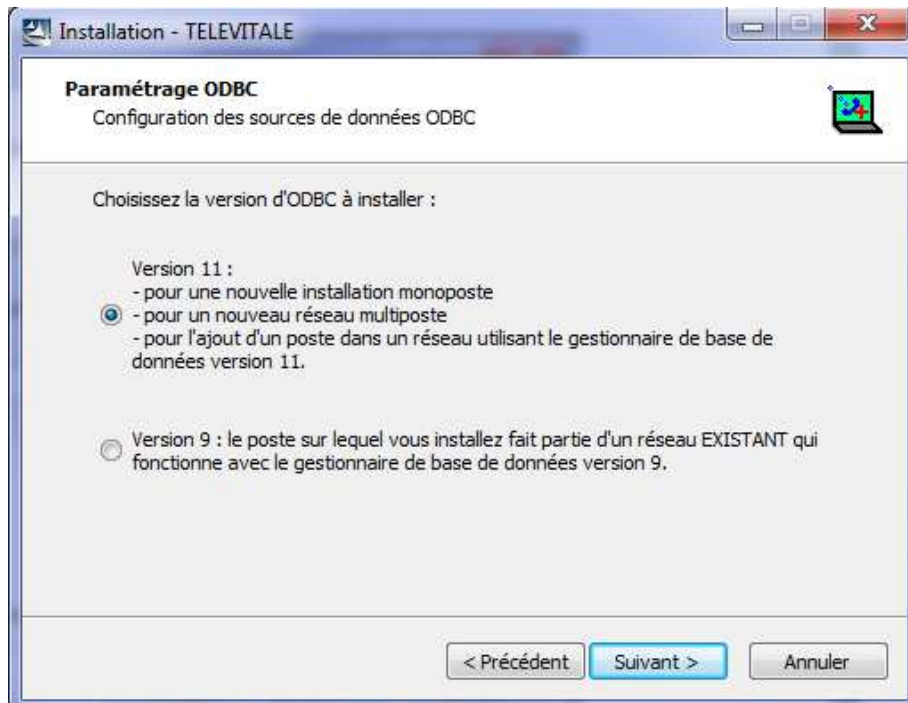 Installation - TELEVITALE
Paramétrage ODBC
Configuration des sources de données ODBC
Choisissez la version d'ODBC à installer :
Version 11 :
- pour une nouvelle installation monoposte
- pour un nouveau réseau multiposte
- pour l'ajout d'un poste dans un réseau utilisant le gestionnaire de base de
données version 11.
Version 9 : le poste sur lequel vous installez fait partie d'un réseau EXISTANT qui
fonctionne avec le gestionnaire de base de données version 9.
< Précédent
Suivant >
Annuler